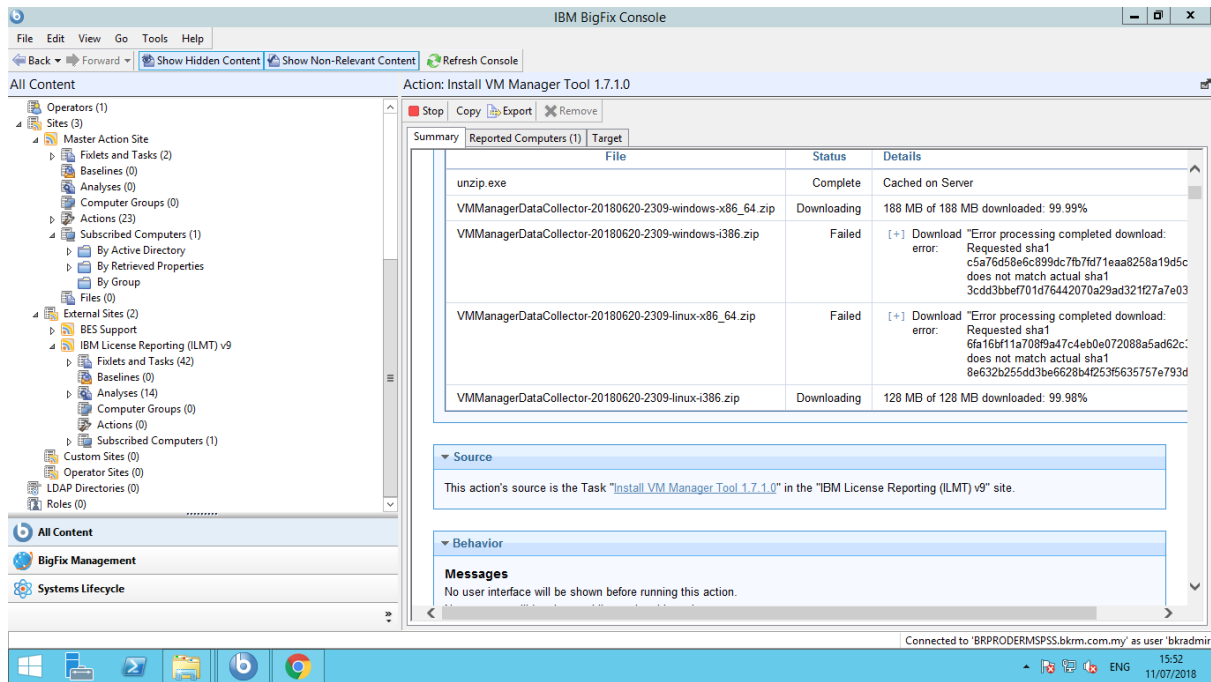 IBM BigFix Console
File Edit View Go Tools Help
Back Forward Show Hidden Content Show Non-Relevant Content Refresh Console
All Content
Operators (1)
Sites (3)
Master Action Site
Fixlets and Tasks (2)
Baselines (0)
Analyses (0)
Computer Groups (0)
Actions (23)
Subscribed Computers (1)
By Active Directory
By Retrieved Properties
By Group
Files (0)
External Sites (2)
BES Support
IBM License Reporting (ILMT) v9
Fixlets and Tasks (42)
Baselines (0)
Analyses (14)
Computer Groups (0)
Actions (0)
Subscribed Computers (1)
Custom Sites (0)
Operator Sites (0)
LDAP Directories (0)
Roles (0)
All Content
BigFix Management
Systems Lifecycle
Action: Install VM Manager Tool 1.7.1.0
Stop Copy Export Remove
Summary Reported Computers (1) Target
File Status Details
unzip.exe Complete Cached on Server
VMManagerDataCollector-20180620-2309-windows-x86_64.zip Downloading 188 MB of 188 MB downloaded: 99.99%
VMManagerDataCollector-20180620-2309-windows-i386.zip Failed [+] Download "Error processing completed download:
error: Requested sha1
c5a76d58e6c899dc7fb7fd71eaa8258a19d5c
does not match actual sha1
3cdd3bbef701d76442070a29ad321f27a7e03
VMManagerDataCollector-20180620-2309-linux-x86_64.zip Failed [+] Download "Error processing completed download:
error: Requested sha1
6fa16bf11a708f9a47c4eb0e072088a5ad62c
does not match actual sha1
8e632b255dd3be6628b4f253f5635757e793d
VMManagerDataCollector-20180620-2309-linux-i386.zip Downloading 128 MB of 128 MB downloaded: 99.98%
Source
This action's source is the Task "Install VM Manager Tool 1.7.1.0" in the "IBM License Reporting (ILMT) v9" site.
Behavior
Messages
No user interface will be shown before running this action.
Connected to 'BRPRODERMSPSS.bkrm.com.my' as user 'bkradmin
ENG 15:52
11/07/2018